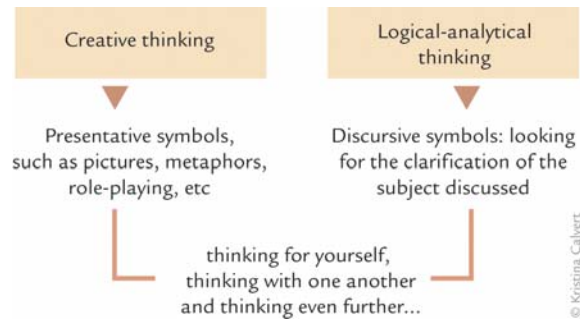 Creative thinking
Logical-analytical
thinking
Presentative symbols,
such as pictures, metaphors,
role-playing, etc
Discursive symbols: looking
for the clarification of the
subject discussed
thinking for yourself,
thinking with one another
and thinking even further...
© Kristina Calvert